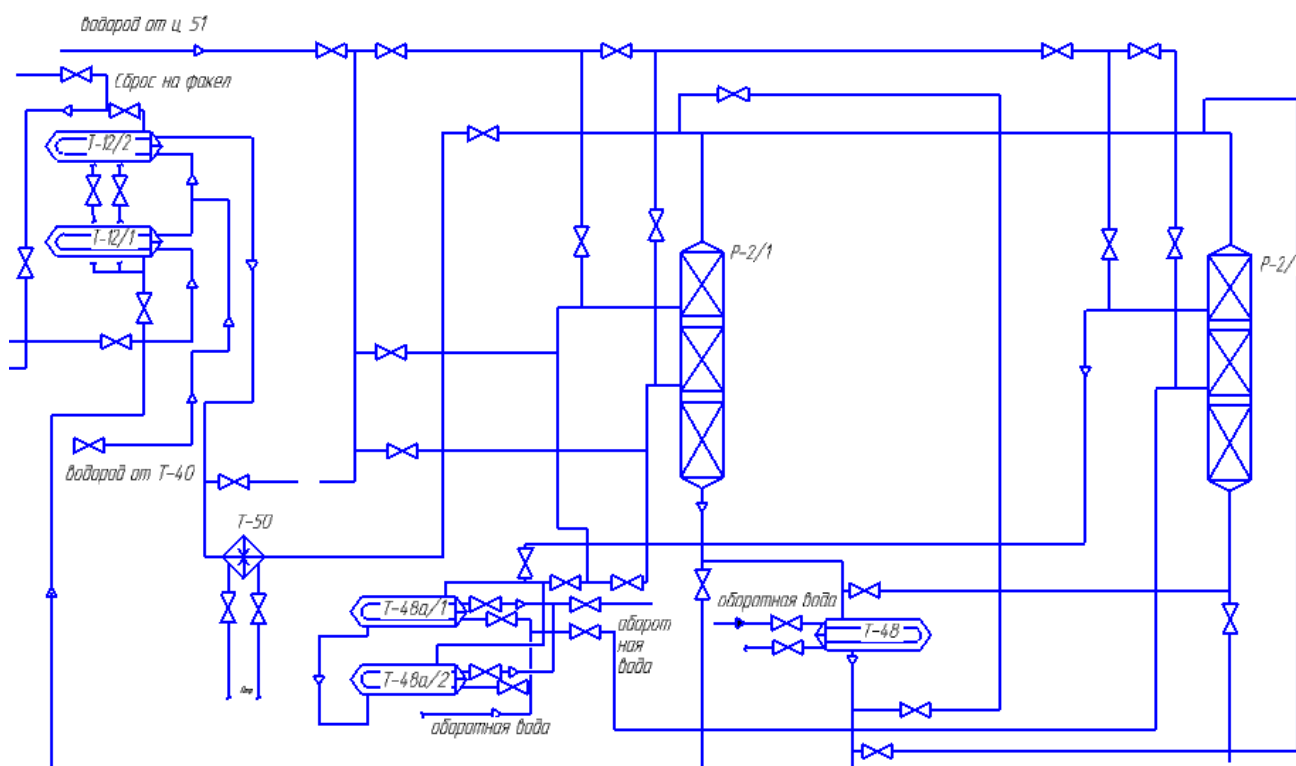 водород от ц. 51
Сброс на факел
Т-12/2
Т-12/1
Р-2/1
Р-2/
водород от Т-40
Т-50
Т-48а/1
оборот
ная
вода
оборотная вода
Т-48
Т-48а/2
Пар
оборотная вода